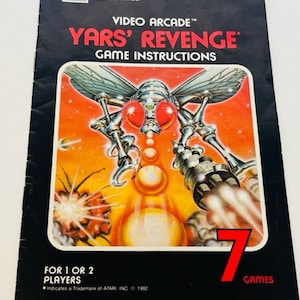 VIDEO ARCADE™
YARS' REVENGE*
GAME INSTRUCTIONS
7 GAMES
FOR 1 OR 2
PLAYERS
* Indicates a Trademark of ATARI, INC. © 1982